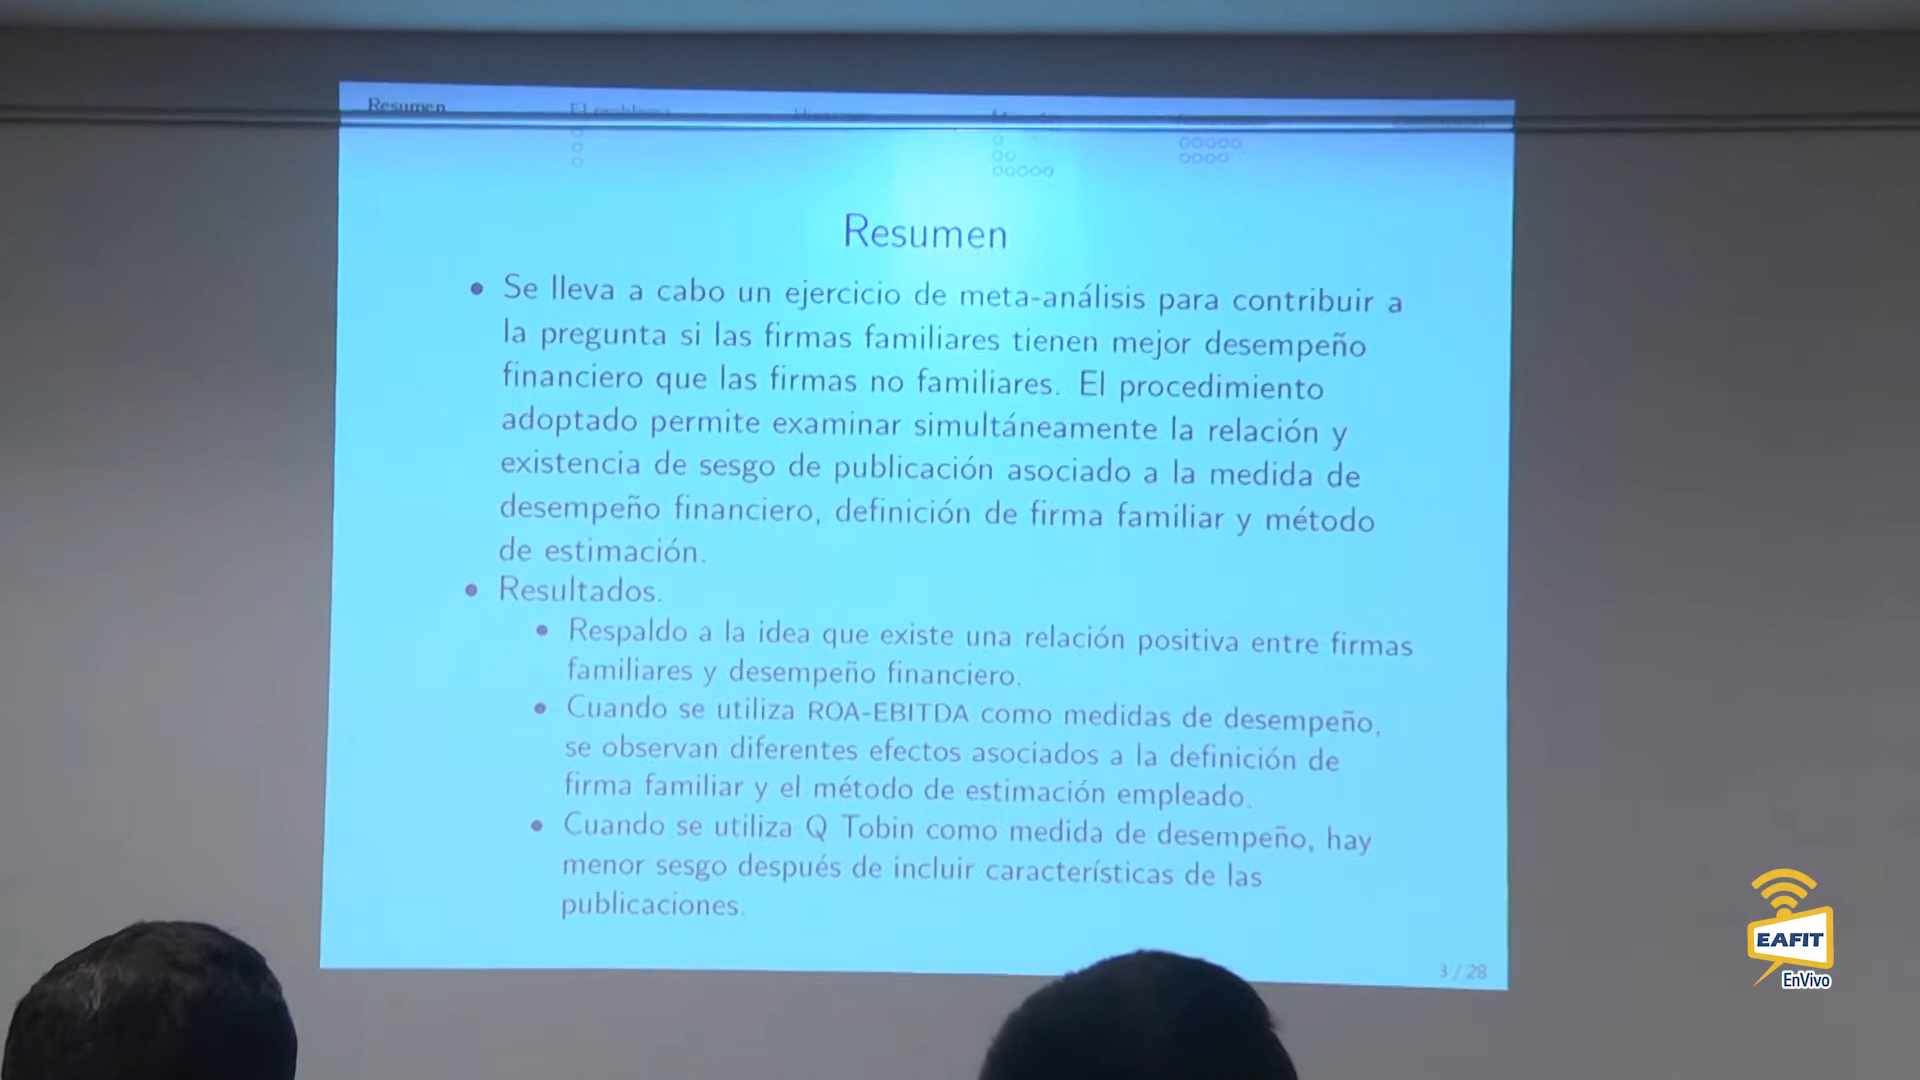 Resumen
El problema
Resumen
• Se lleva a cabo un ejercicio de meta-análisis para contribuir a
la pregunta si las firmas familiares tienen mejor desempeño
financiero que las firmas no familiares. El procedimiento
adoptado permite examinar simultáneamente la relación y
existencia de sesgo de publicación asociado a la medida de
desempeño financiero, definición de firma familiar y método
de estimación.
• Resultados.
• Respaldo a la idea que existe una relación positiva entre firmas
familiares y desempeño financiero.
• Cuando se utiliza ROA-EBITDA como medidas de desempeño,
se observan diferentes efectos asociados a la definición de
firma familiar y el método de estimación empleado.
• Cuando se utiliza Q Tobin como medida de desempeño, hay
menor sesgo después de incluir características de las
publicaciones.
3 / 28
EAFIT
EnVivo